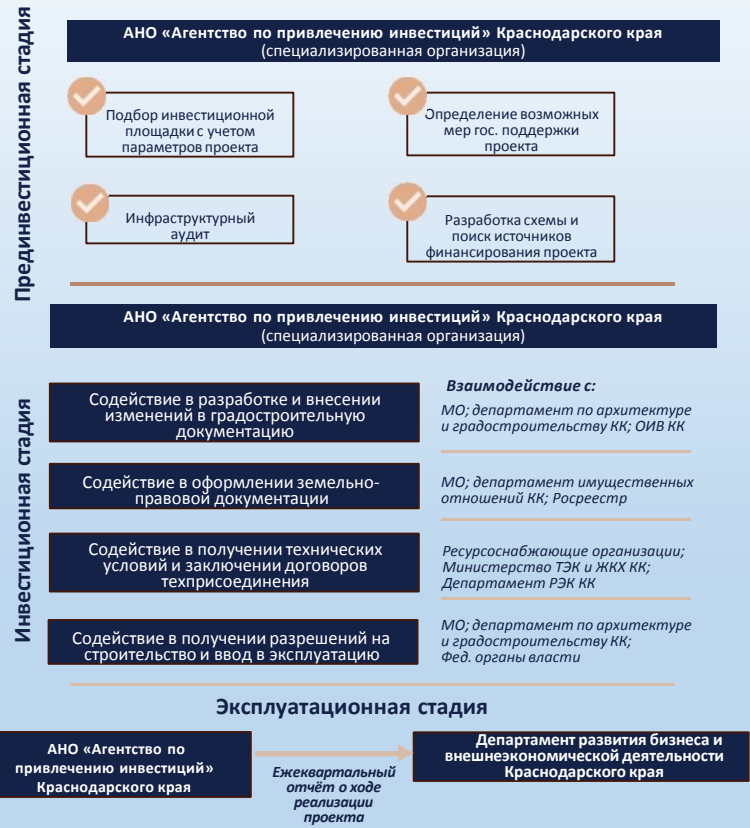 Прединвестиционная стадия
АНО «Агентство по привлечению инвестиций» Краснодарского края
(специализированная организация)
Подбор инвестиционной
площадки с учетом
параметров проекта
Определение возможных
мер гос. поддержки
проекта
Инфраструктурный
аудит
Разработка схемы и
поиск источников
финансирования проекта
Инвестиционная стадия
АНО «Агентство по привлечению инвестиций» Краснодарского края
(специализированная организация)
Взаимодействие с:
Содействие в разработке и внесении
изменений в градостроительную
документацию
МО; департамент по архитектуре
и градостроительству КК; ОИВ КК
Содействие в оформлении земельно-
правовой документации
МО; департамент имущественных
отношений КК; Росреестр
Содействие в получении технических
условий и заключении договоров
техприсоединения
Ресурсоснабжающие организации;
Министерство ТЭК и ЖКХ КК;
Департамент РЭК КК
Содействие в получении разрешений на
строительство и ввод в эксплуатацию
МО; департамент по архитектуре
и градостроительству КК;
Фед. органы власти
Эксплуатационная стадия
АНО «Агентство по
привлечению инвестиций»
Краснодарского края
Ежеквартальный
отчёт о ходе
реализации
проекта
Департамент развития бизнеса и
внешнеэкономической деятельности
Краснодарского края